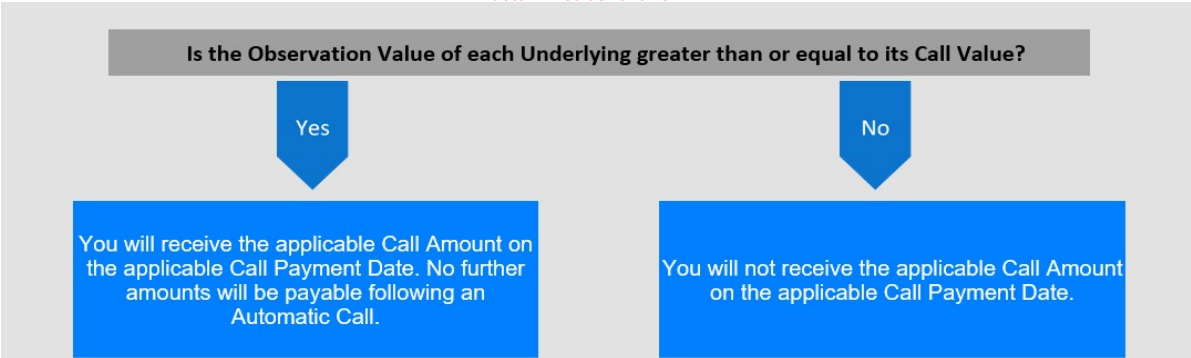 Is the Observation Value of each Underlying greater than or equal to its Call Value?
Yes
No
You will receive the applicable Call Amount on
the applicable Call Payment Date. No further
amounts will be payable following an
Automatic Call.
You will not receive the applicable Call Amount
on the applicable Call Payment Date.